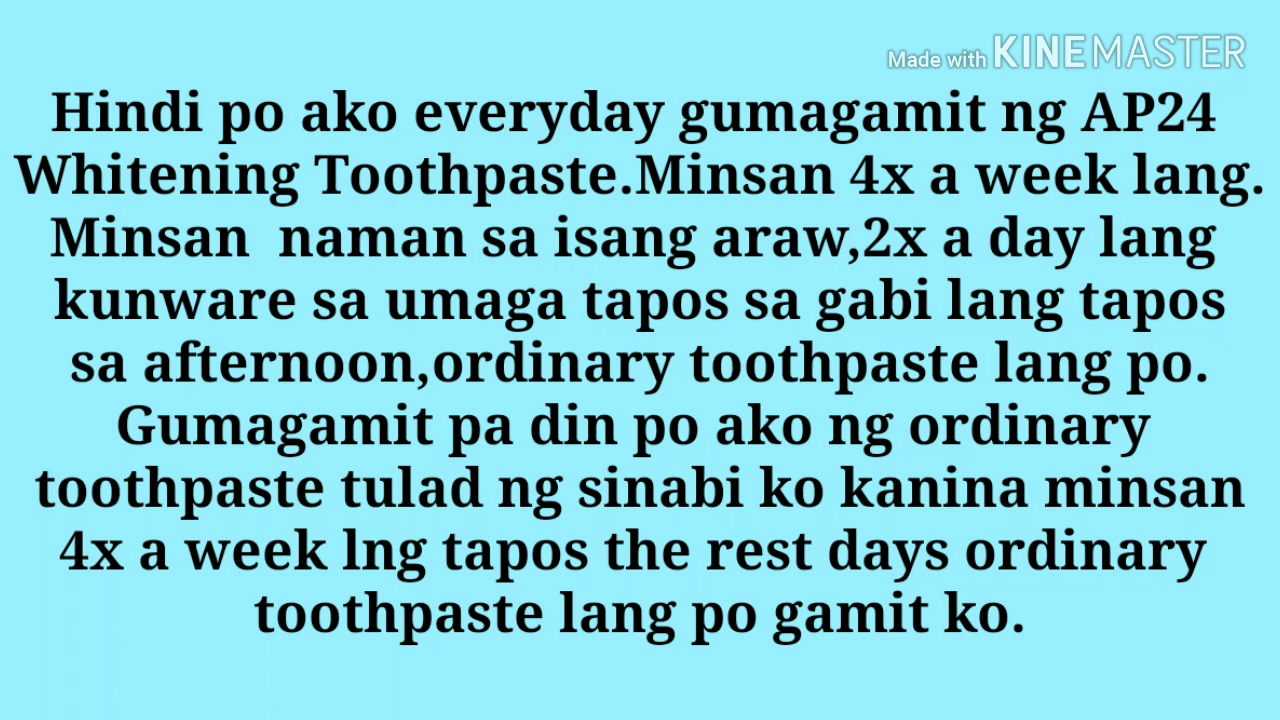 Made with KINEMASTER
Hindi po ako everyday gumagamit ng AP24
Whitening Toothpaste.Minsan 4x a week lang.
Minsan  naman sa isang araw,2x a day lang
kunware sa umaga tapos sa gabi lang tapos
sa afternoon,ordinary toothpaste lang po.
Gumagamit pa din po ako ng ordinary
toothpaste tulad ng sinabi ko kanina minsan
4x a week lng tapos the rest days ordinary
toothpaste lang po gamit ko.